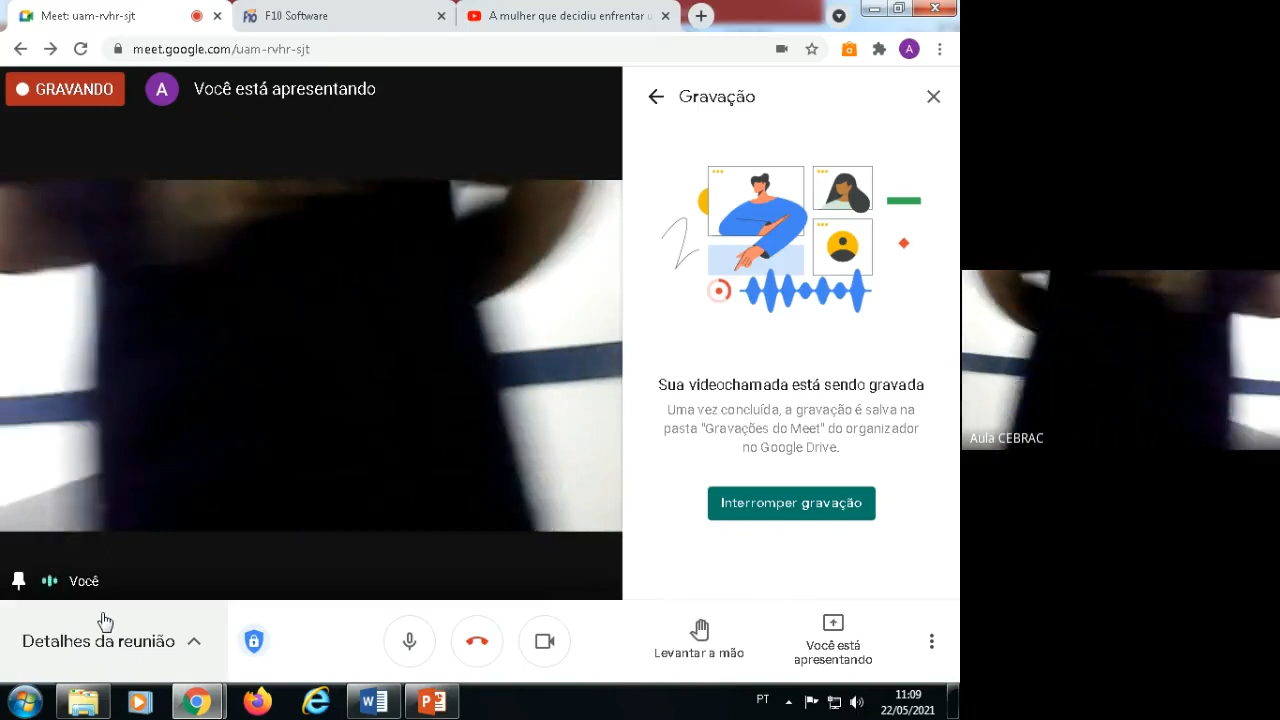 Meet: uam-rvhr-sjt
F10 Software
A mulher que decidiu enfrentar u
meet.google.com/uam-rvhr-sjt
A
GRAVANDO
A
Você está apresentando
Gravação
Sua videochamada está sendo gravada
Uma vez concluída, a gravação é salva na
pasta "Gravações do Meet" do organizador
no Google Drive.
Interromper gravação
Aula CEBRAC
Você
Detalhes da reunião
Levantar a mão
Você está
apresentando
PT
11:09
22/05/2021